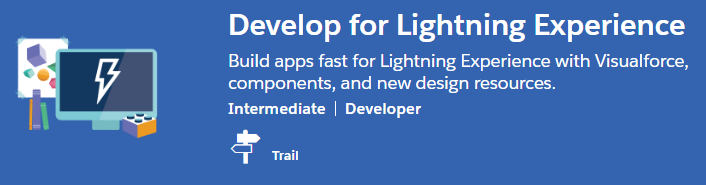 Develop for Lightning Experience
Build apps fast for Lightning Experience with Visualforce,
components, and new design resources.
Intermediate | Developer
Trail